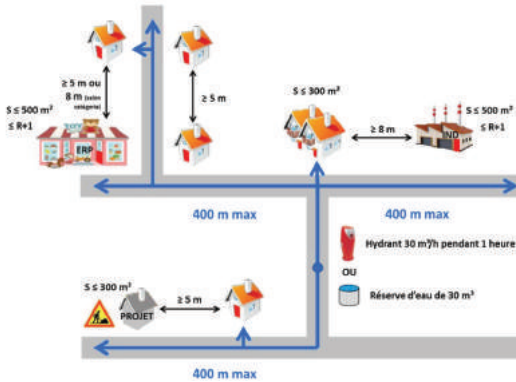 ≥ 5 m ou
8 m (selon
catégorie)
≥ 5 m
S ≤ 500 m²
≤ R+1
ERP
S ≤ 300 m²
≥ 8 m
S ≤ 500 m²
≤ R+1
IND
400 m max
400 m max
Hydrant 30 m³/h pendant 1 heure
OU
Réserve d'eau de 30 m³
S ≤ 300 m²
PROJET
≥ 5 m
400 m max